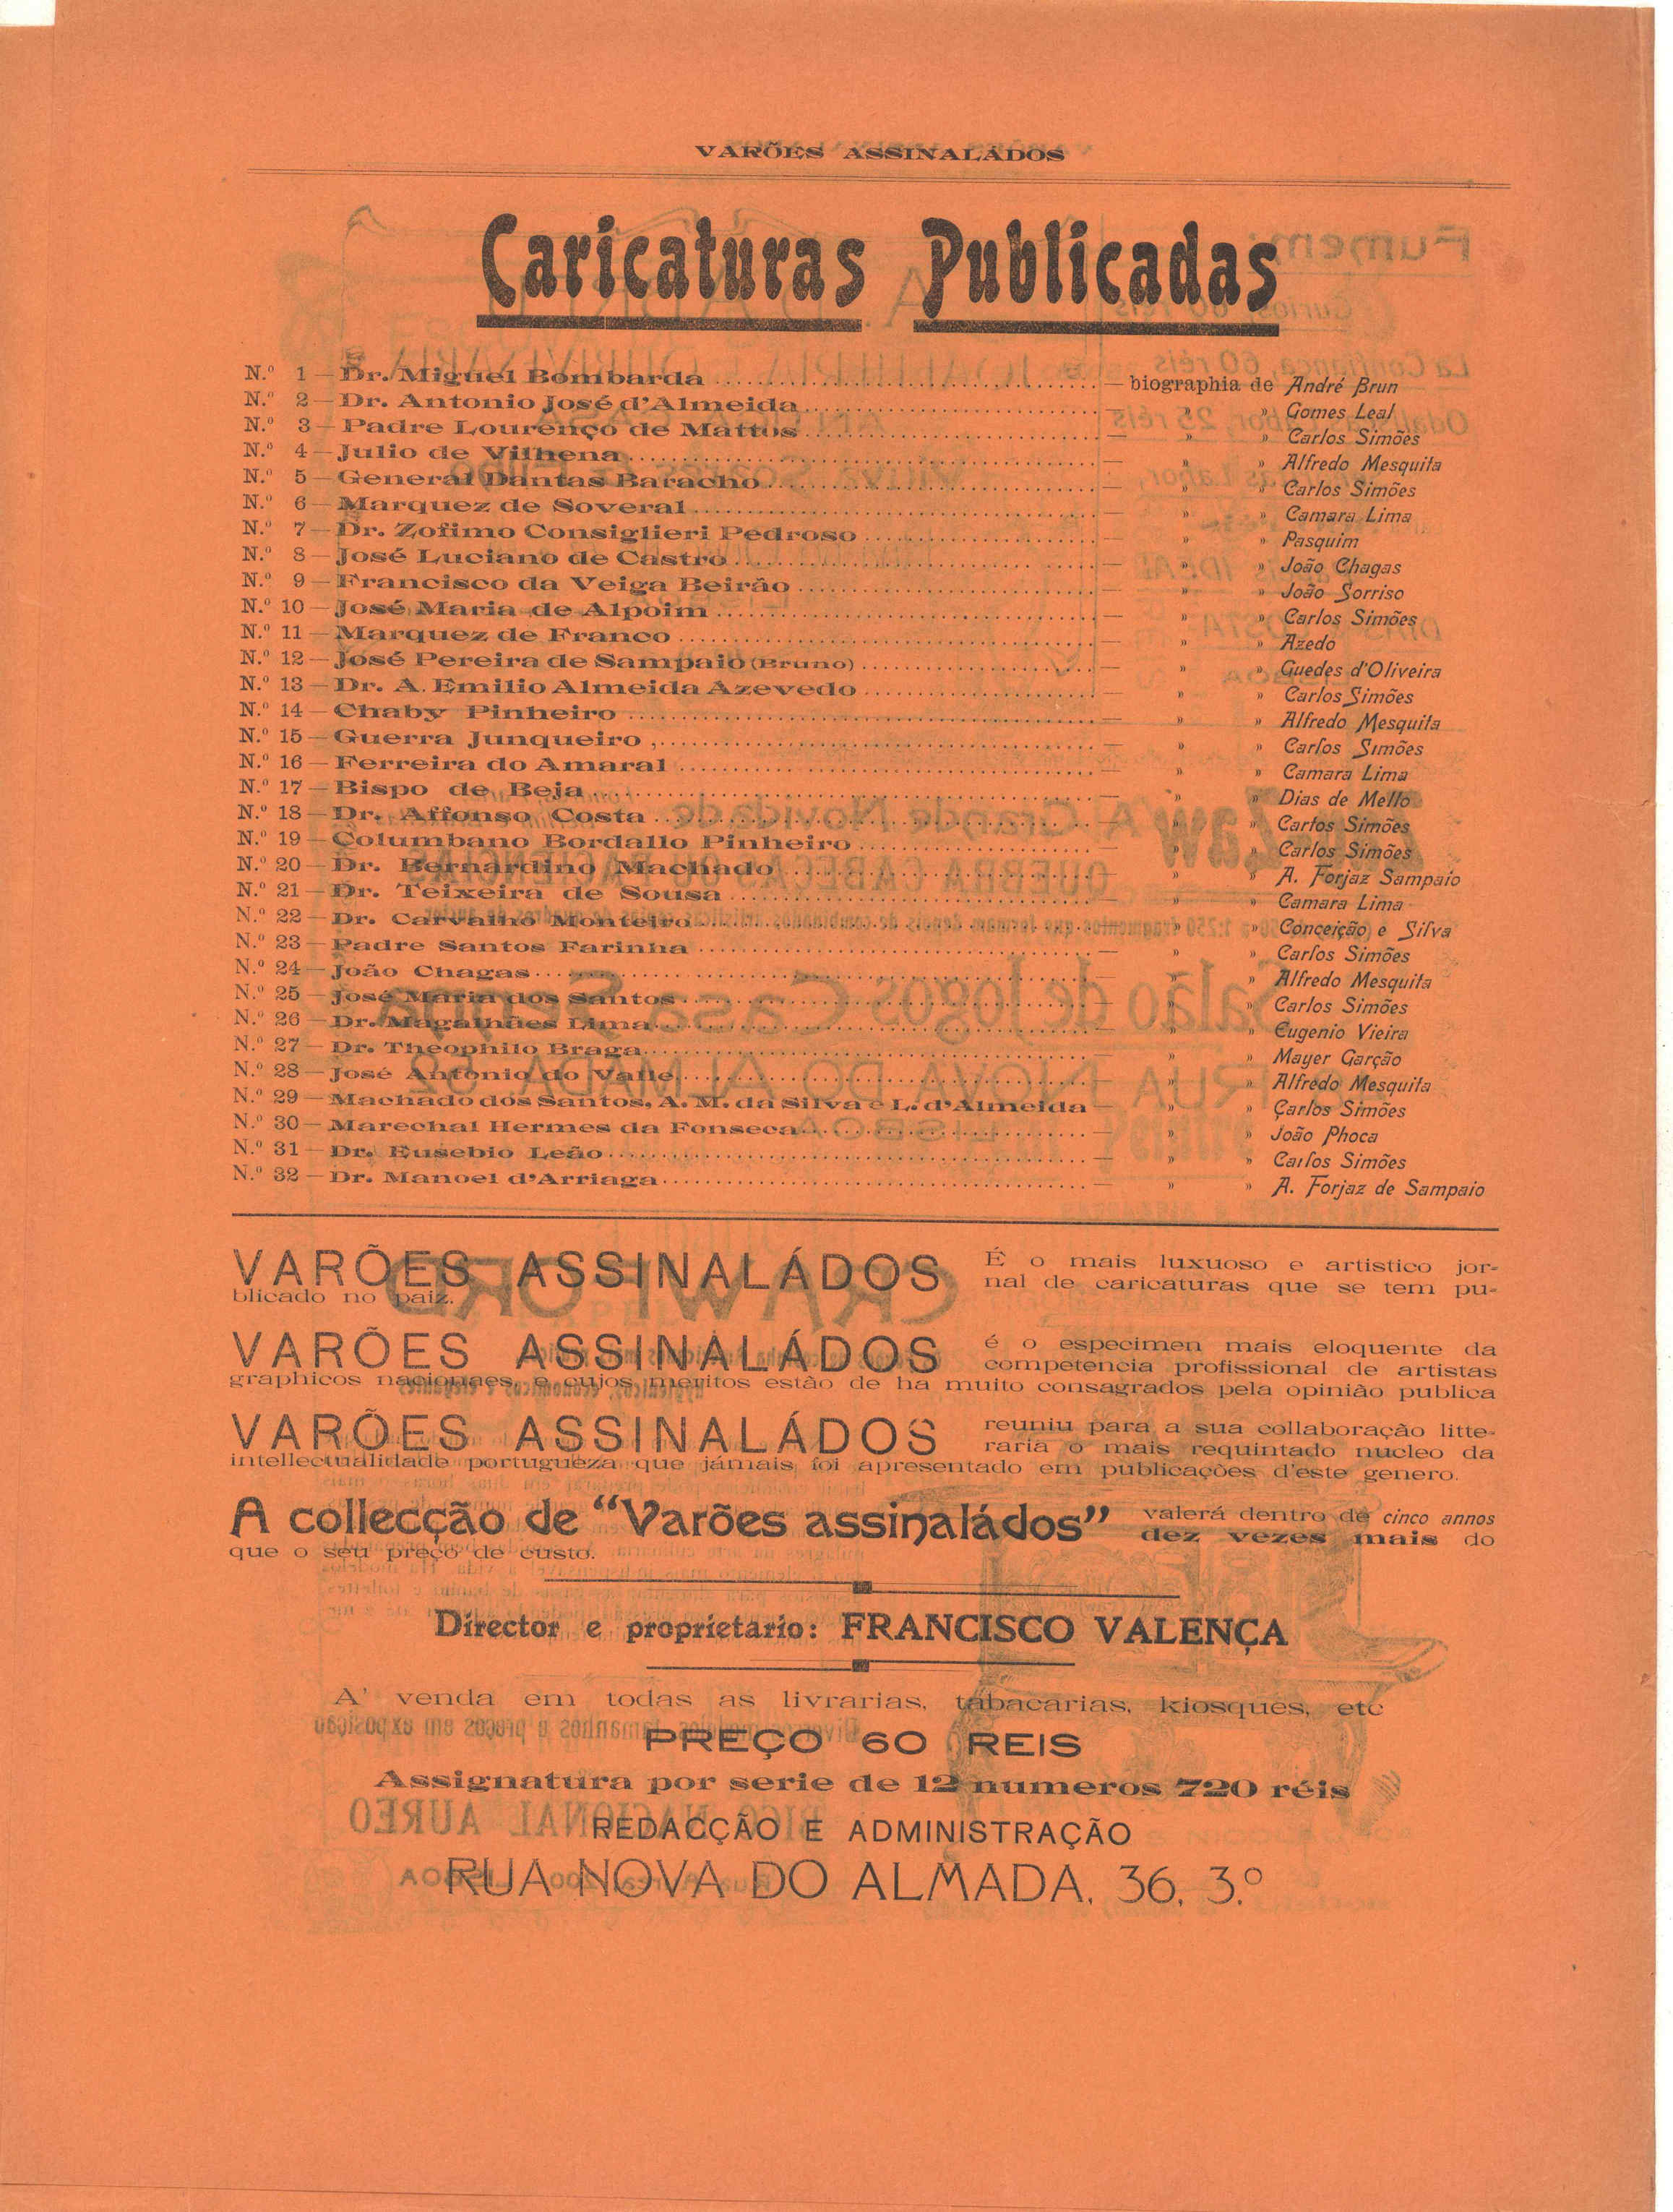 VARÕES ASSINALÁDOS
Caricaturas Publicadas
N.º 1 — Dr. Miguel Bombarda — biographia de André Brun
N.º 2 — Dr. Antonio José d'Almeida — » » Gomes Leal
N.º 3 — Padre Lourenço de Mattos — » » Carlos Simões
N.º 4 — Julio de Vilhena — » » Alfredo Mesquita
N.º 5 — General Dantas Baracho — » » Carlos Simões
N.º 6 — Marquez de Soveral — » » Camara Lima
N.º 7 — Dr. Zofimo Consiglieri Pedroso — » » Pasquim
N.º 8 — José Luciano de Castro — » » João Chagas
N.º 9 — Francisco da Veiga Beirão — » » João Sorriso
N.º 10 — José Maria de Alpoim — » » Carlos Simões
N.º 11 — Marquez de Franco — » » Azedo
N.º 12 — José Pereira de Sampaio (Bruno) — » » Guedes d'Oliveira
N.º 13 — Dr. A. Emilio Almeida Azevedo — » » Carlos Simões
N.º 14 — Chaby Pinheiro — » » Alfredo Mesquita
N.º 15 — Guerra Junqueiro — » » Carlos Simões
N.º 16 — Ferreira do Amaral — » » Camara Lima
N.º 17 — Bispo de Beja — » » Dias de Mello
N.º 18 — Dr. Affonso Costa — » » Carlos Simões
N.º 19 — Columbano Bordallo Pinheiro — » » Carlos Simões
N.º 20 — Dr. Bernardino Machado — » » A. Forjaz Sampaio
N.º 21 — Dr. Teixeira de Sousa — » » Camara Lima
N.º 22 — Dr. Carvalho Monteiro — » » Conceição e Silva
N.º 23 — Padre Santos Farinha — » » Carlos Simões
N.º 24 — João Chagas — » » Alfredo Mesquita
N.º 25 — José Maria dos Santos — » » Carlos Simões
N.º 26 — Dr. Magalhães Lima — » » Eugenio Vieira
N.º 27 — Dr. Theophilo Braga — » » Mayer Garção
N.º 28 — José Antonio do Valle — » » Alfredo Mesquita
N.º 29 — Machado dos Santos, A. M. da Silva e L. d'Almeida — » » Carlos Simões
N.º 30 — Marechal Hermes da Fonseca — » » João Phoca
N.º 31 — Dr. Eusebio Leão — » » Carlos Simões
N.º 32 — Dr. Manoel d'Arriaga — » » A. Forjaz de Sampaio
VARÕES ASSINALÁDOS É o mais luxuoso e artistico jor-
nal de caricaturas que se tem pu-
blicado no paiz.
VARÕES ASSINALÁDOS é o especimen mais eloquente da
competencia profissional de artistas
graphicos nacionaes, e cujos meritos estão de ha muito consagrados pela opinião publica
VARÕES ASSINALÁDOS reuniu para a sua collaboração litte-
raria o mais requintado nucleo da
intellectualidade portugueza que jámais foi apresentado em publicações d'este genero.
A collecção de "Varões assinaládos" valerá dentro de cinco annos
dez vezes mais do
que o seu preço de custo.
Director e proprietario: FRANCISCO VALENÇA
A' venda em todas as livrarias, tabacarias, kiosques, etc
PREÇO 60 REIS
Assignatura por serie de 12 numeros 720 réis
REDACÇÃO E ADMINISTRAÇÃO
RUA NOVA DO ALMADA, 36, 3.º